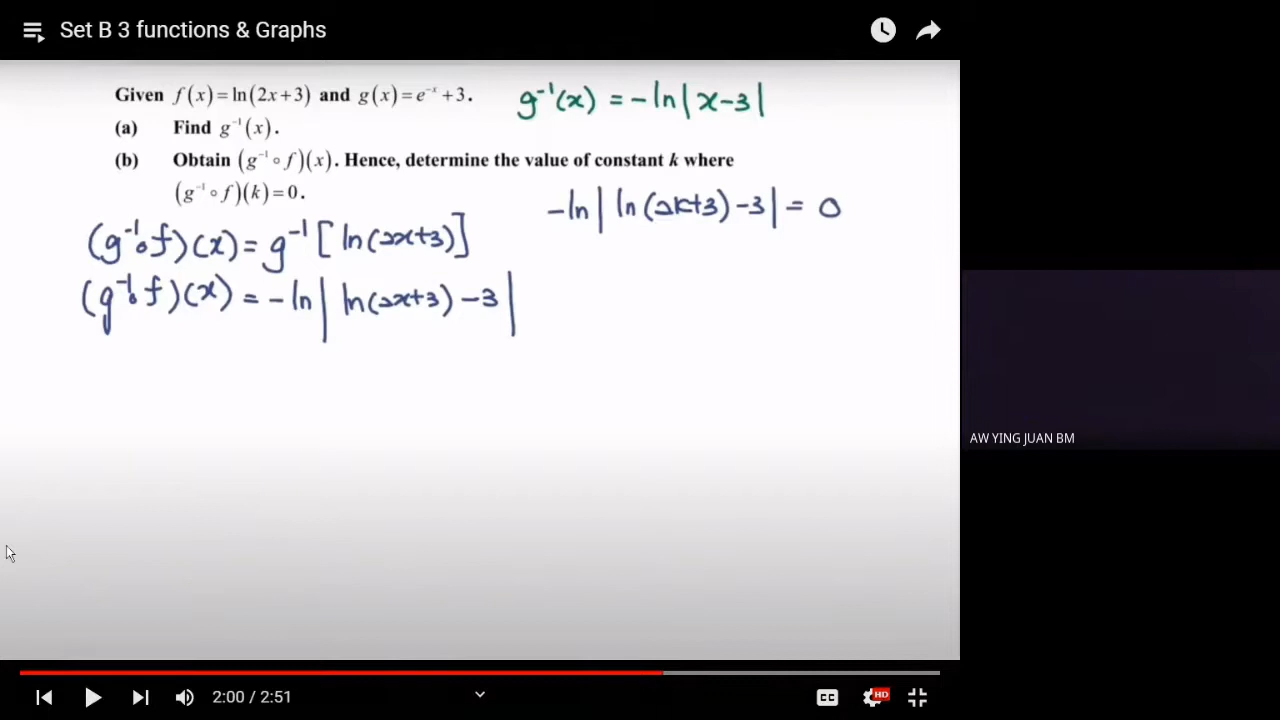 Set B 3 functions & Graphs
Given f(x)=ln(2x+3) and g(x)=e⁻ˣ+3.
g⁻¹(x) = -ln|x-3|
(a) Find g⁻¹(x).
(b) Obtain (g⁻¹∘f)(x). Hence, determine the value of constant k where
(g⁻¹∘f)(k)=0.
-ln|ln(2k+3)-3| = 0
(g⁻¹∘f)(x) = g⁻¹[ln(2x+3)]
(g⁻¹∘f)(x) = -ln|ln(2x+3)-3|
AW YING JUAN BM
2:00 / 2:51
CC
HD